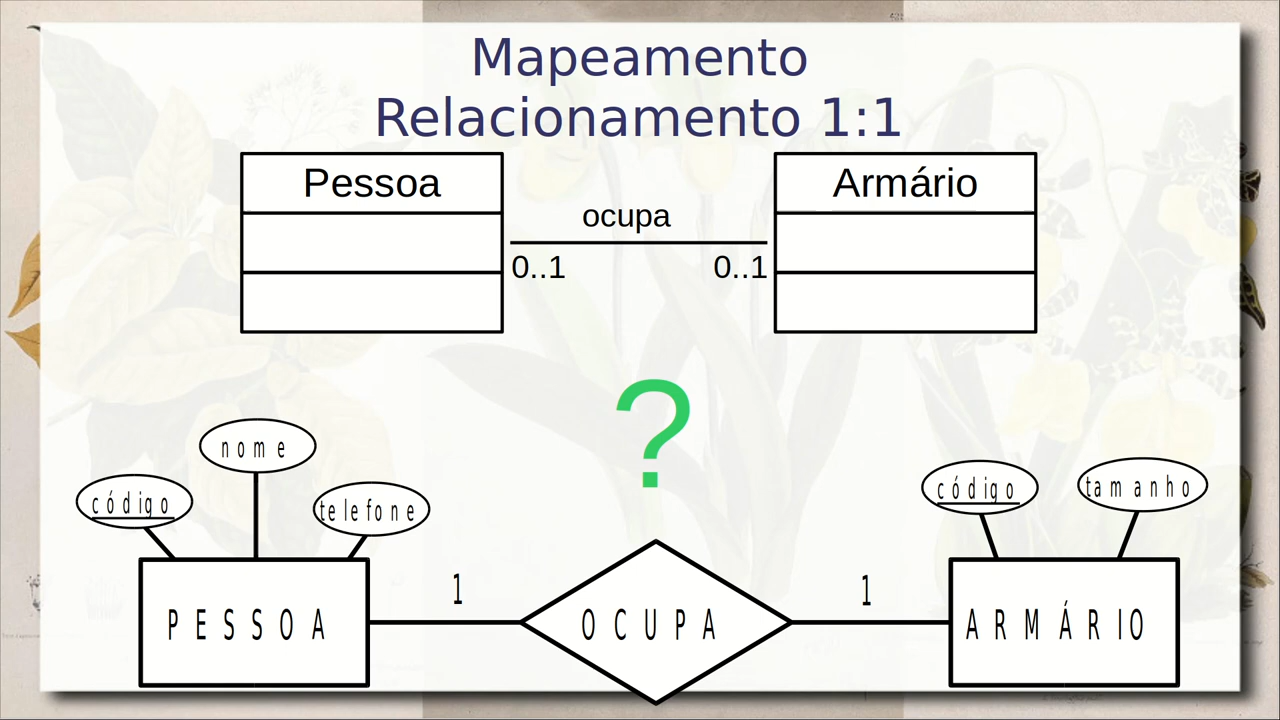 Mapeamento
Relacionamento 1:1
Pessoa
Armário
ocupa
0..1
0..1
?
nome
código
telefone
código
tamanho
1
1
PESSOA
OCUPA
ARMÁRIO